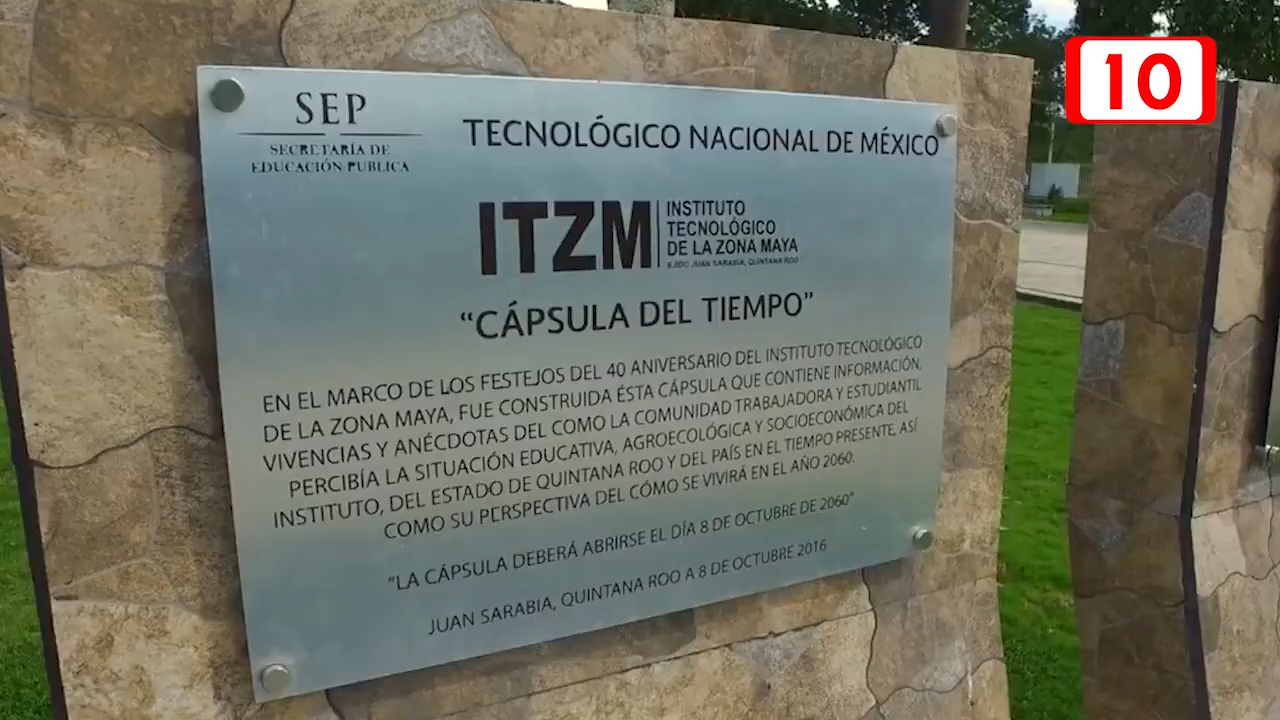 SEP
SECRETARÍA DE
EDUCACIÓN PÚBLICA
TECNOLÓGICO NACIONAL DE MÉXICO
10
ITZM
INSTITUTO
TECNOLÓGICO
DE LA ZONA MAYA
EJIDO JUAN SARABIA, QUINTANA ROO
“CÁPSULA DEL TIEMPO”
EN EL MARCO DE LOS FESTEJOS DEL 40 ANIVERSARIO DEL INSTITUTO TECNOLÓGICO
DE LA ZONA MAYA, FUE CONSTRUIDA ÉSTA CÁPSULA QUE CONTIENE INFORMACIÓN,
VIVENCIAS Y ANÉCDOTAS DEL COMO LA COMUNIDAD TRABAJADORA Y ESTUDIANTIL
PERCIBÍA LA SITUACIÓN EDUCATIVA, AGROECOLÓGICA Y SOCIOECONÓMICA DEL
INSTITUTO, DEL ESTADO DE QUINTANA ROO Y DEL PAÍS EN EL TIEMPO PRESENTE, ASÍ
COMO SU PERSPECTIVA DEL CÓMO SE VIVIRÁ EN EL AÑO 2060.
“LA CÁPSULA DEBERÁ ABRIRSE EL DÍA 8 DE OCTUBRE DE 2060”
JUAN SARABIA, QUINTANA ROO A 8 DE OCTUBRE 2016